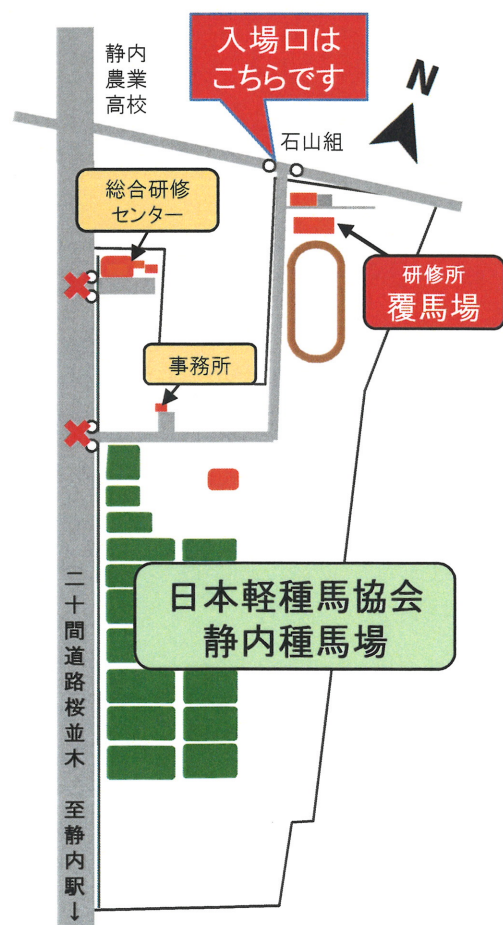 静内
農業
高校
入場口は
こちらです
N
石山組
総合研修
センター
研修所
覆馬場
事務所
日本軽種馬協会
静内種馬場
二十間道路桜並木 至静内駅↓